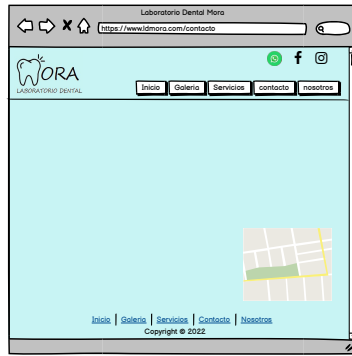 Laboratorio Dental Mora
https://www.ldmora.com/contacto
MORA
LABORATORIO DENTAL
Inicio Galeria Servicios contacto nosotros
Inicio | Galeria | Servicios | Contacto | Nosotros
Copyright © 2022